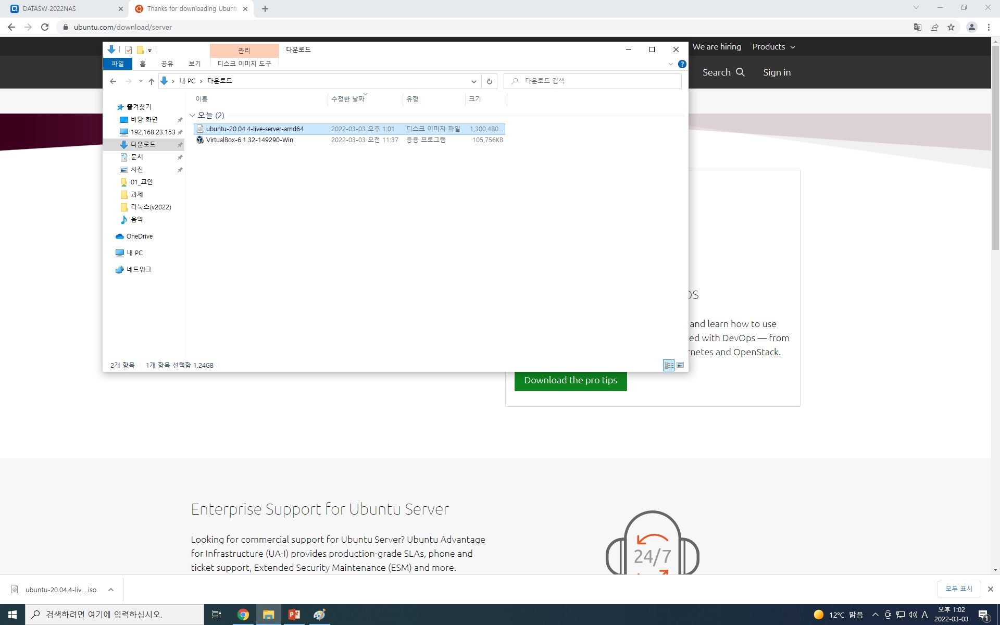 DATASW-2022NAS
Thanks for downloading Ubuntu
ubuntu.com/download/server
We are hiring
Products
Search
Sign in
관리
다운로드
파일
홈
공유
보기
디스크 이미지 도구
내 PC
다운로드
다운로드 검색
이름
수정한 날짜
유형
크기
즐겨찾기
바탕 화면
192.168.23.153
다운로드
문서
사진
01_교안
과제
리눅스(v2022)
음악
OneDrive
내 PC
네트워크
오늘 (2)
ubuntu-20.04.4-live-server-amd64 2022-03-03 오후 1:01 디스크 이미지 파일 1,300,480...
VirtualBox-6.1.32-149290-Win 2022-03-03 오전 11:37 응용 프로그램 105,756KB
2개 항목
1개 항목 선택함 1.24GB
OS
and learn how to use
ed with DevOps — from
rnetes and OpenStack.
Download the pro tips
Enterprise Support for Ubuntu Server
Looking for commercial support for Ubuntu Server? Ubuntu Advantage
for Infrastructure (UA-I) provides production-grade SLAs, phone and
ticket support, Extended Security Maintenance (ESM) and more.
24/7
ubuntu-20.04.4-liv....iso
모두 표시
검색하려면 여기에 입력하십시오.
12°C 맑음
A
오후 1:02
2022-03-03
1